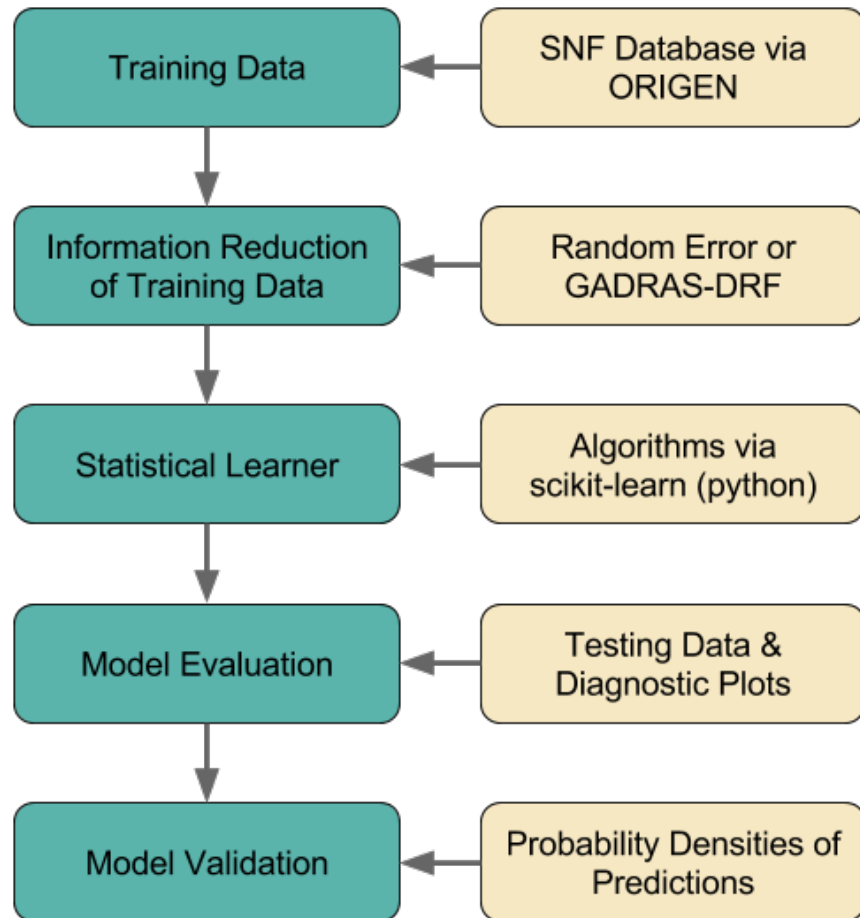 Training Data
SNF Database via
ORIGEN
Information Reduction
of Training Data
Random Error or
GADRAS-DRF
Statistical Learner
Algorithms via
scikit-learn (python)
Model Evaluation
Testing Data &
Diagnostic Plots
Model Validation
Probability Densities of
Predictions